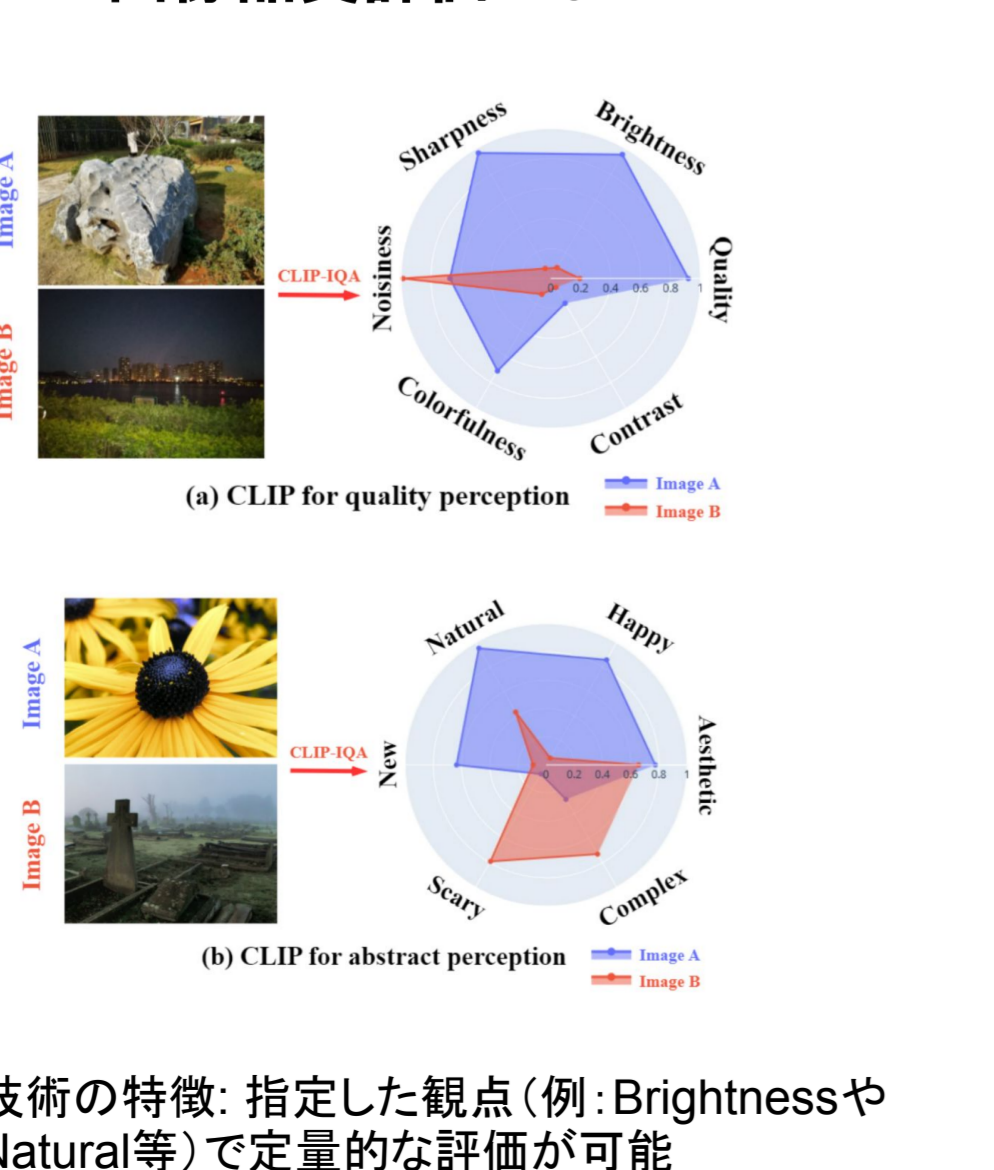 Image A
Image B
CLIP-IQA
Sharpness
Brightness
Noisiness
Quality
0 0.2 0.4 0.6 0.8 1
Colorfulness
Contrast
(a) CLIP for quality perception
Image A
Image B
Image A
Image B
CLIP-IQA
Natural
Happy
New
Aesthetic
0 0.2 0.4 0.6 0.8 1
Scary
Complex
(b) CLIP for abstract perception
Image A
Image B
技術の特徴: 指定した観点（例：Brightnessや
Natural等）で定量的な評価が可能